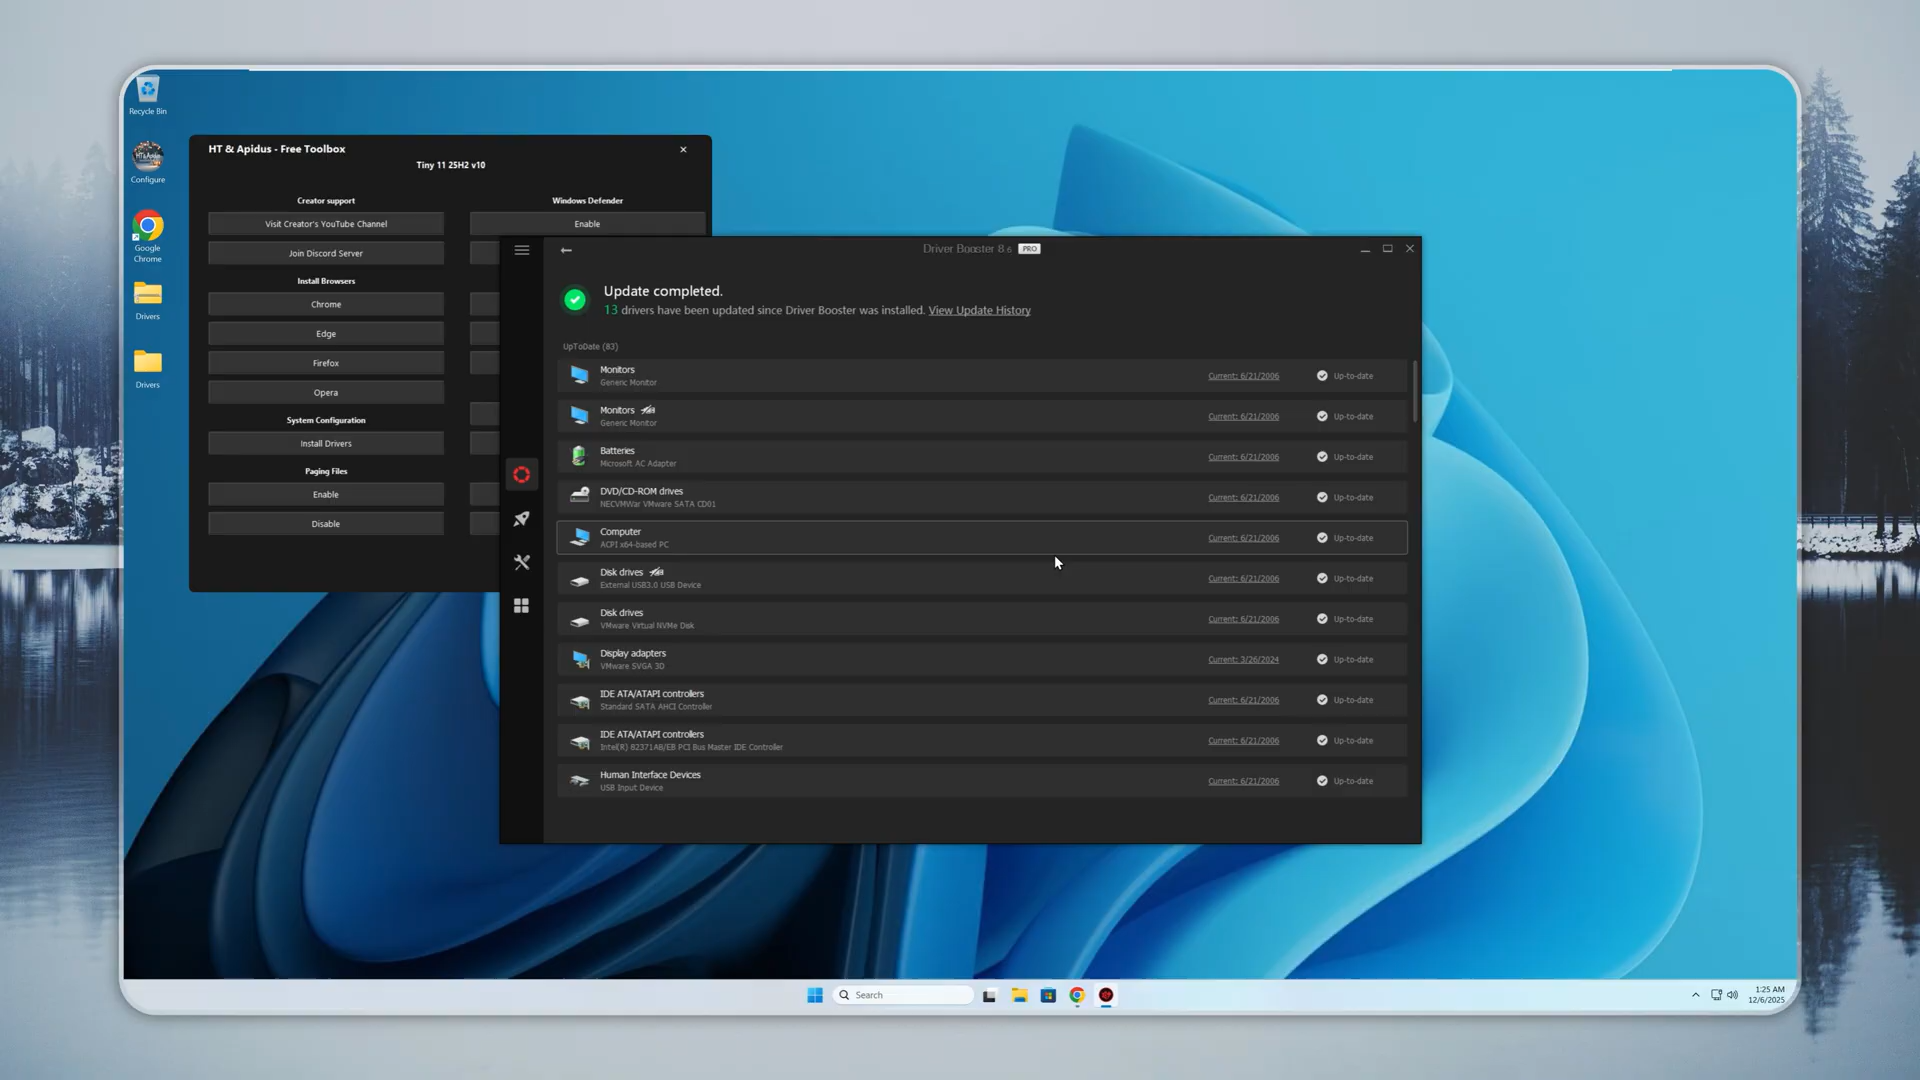 Recycle Bin
Configure
Google
Chrome
Drivers
Drivers
HT & Apidus - Free Toolbox
Tiny 11 25H2 v10
Creator support
Visit Creator's YouTube Channel
Join Discord Server
Install Browsers
Chrome
Edge
Firefox
Opera
System Configuration
Install Drivers
Paging Files
Enable
Disable
Windows Defender
Enable
Driver Booster 8.6 PRO
Update completed.
13 drivers have been updated since Driver Booster was installed. View Update History
UpToDate (83)
Monitors
Generic Monitor
Current: 6/21/2006
Up-to-date
Monitors
Generic Monitor
Current: 6/21/2006
Up-to-date
Batteries
Microsoft AC Adapter
Current: 6/21/2006
Up-to-date
DVD/CD-ROM drives
NECVMWar VMware SATA CD01
Current: 6/21/2006
Up-to-date
Computer
ACPI x64-based PC
Current: 6/21/2006
Up-to-date
Disk drives
External USB3.0 USB Device
Current: 6/21/2006
Up-to-date
Disk drives
VMware Virtual NVMe Disk
Current: 6/21/2006
Up-to-date
Display adapters
VMware SVGA 3D
Current: 3/26/2024
Up-to-date
IDE ATA/ATAPI controllers
Standard SATA AHCI Controller
Current: 6/21/2006
Up-to-date
IDE ATA/ATAPI controllers
Intel(R) 82371AB/EB PCI Bus Master IDE Controller
Current: 6/21/2006
Up-to-date
Human Interface Devices
USB Input Device
Current: 6/21/2006
Up-to-date
Search
1:25 AM
12/6/2025